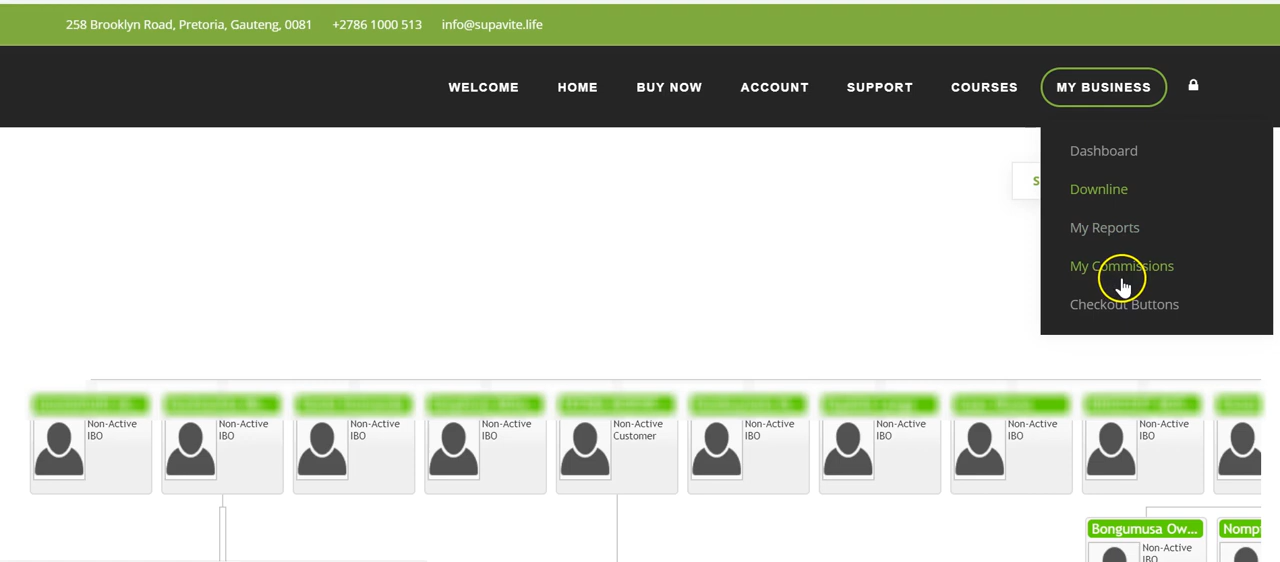 258 Brooklyn Road, Pretoria, Gauteng, 0081 +2786 1000 513 info@supavite.life
WELCOME HOME BUY NOW ACCOUNT SUPPORT COURSES MY BUSINESS
Dashboard
S
Downline
My Reports
My Commissions
Checkout Buttons
Non-Active Non-Active Non-Active Non-Active Non-Active Non-Active Non-Active Non-Active Non-Active
IBO IBO IBO IBO Customer IBO IBO IBO IBO
Bongumusa Ow...
Non-Active
IBO